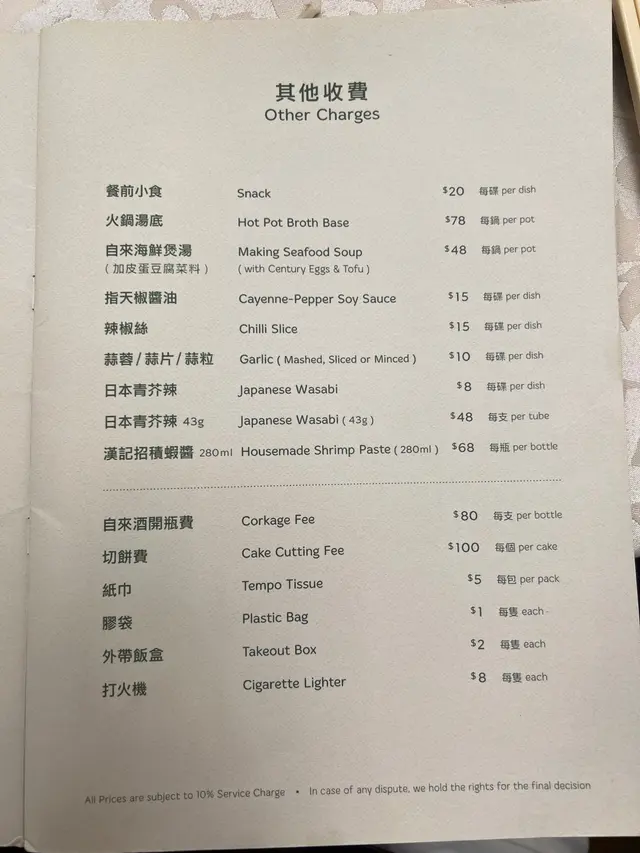 其他收費
Other Charges
餐前小食 Snack $20 每碟 per dish
火鍋湯底 Hot Pot Broth Base $78 每鍋 per pot
自來海鮮煲湯 Making Seafood Soup $48 每鍋 per pot
(加皮蛋豆腐菜料) (with Century Eggs & Tofu)
指天椒醬油 Cayenne-Pepper Soy Sauce $15 每碟 per dish
辣椒絲 Chilli Slice $15 每碟 per dish
蒜蓉/蒜片/蒜粒 Garlic (Mashed, Sliced or Minced) $10 每碟 per dish
日本青芥辣 Japanese Wasabi $8 每碟 per dish
日本青芥辣 43g Japanese Wasabi (43g) $48 每支 per tube
漢記招積蝦醬 280ml Housemade Shrimp Paste (280ml) $68 每瓶 per bottle
自來酒開瓶費 Corkage Fee $80 每支 per bottle
切餅費 Cake Cutting Fee $100 每個 per cake
紙巾 Tempo Tissue $5 每包 per pack
膠袋 Plastic Bag $1 每隻 each
外帶飯盒 Takeout Box $2 每隻 each
打火機 Cigarette Lighter $8 每隻 each
All Prices are subject to 10% Service Charge • In case of any dispute, we hold the rights for the final decision